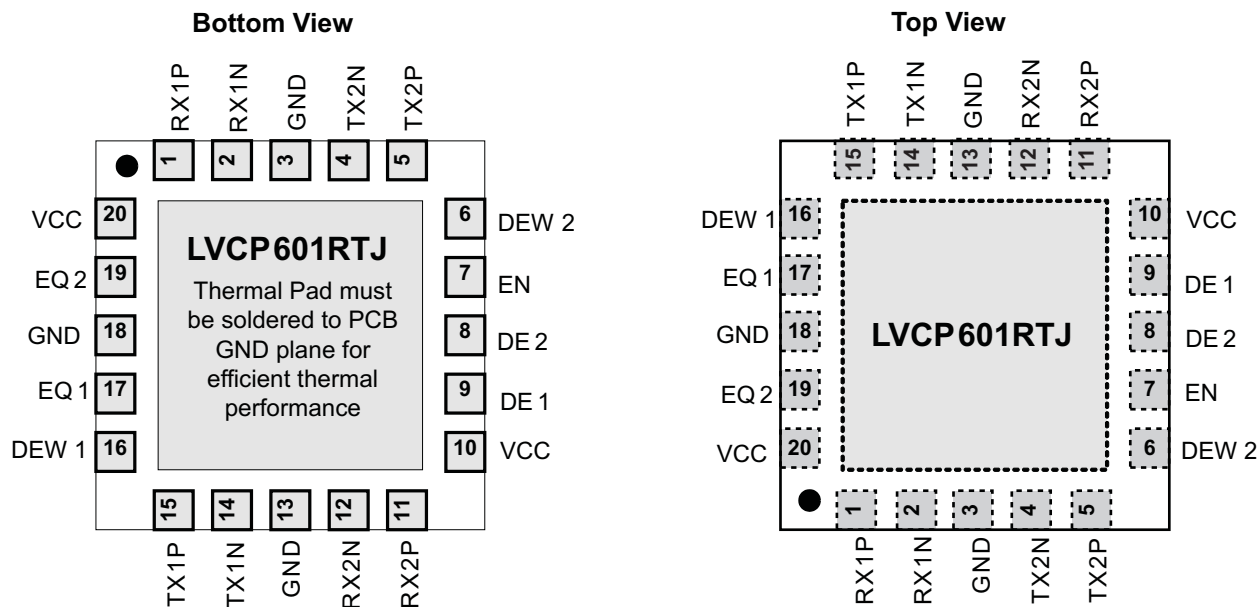 Bottom View
RX1P
RX1N
GND
TX2N
TX2P
1
2
3
4
5
VCC 20
EQ 2 19
GND 18
EQ 1 17
DEW 1 16
LVCP601RTJ
Thermal Pad must
be soldered to PCB
GND plane for
efficient thermal
performance
6 DEW 2
7 EN
8 DE 2
9 DE 1
10 VCC
15
14
13
12
11
TX1P
TX1N
GND
RX2N
RX2P
Top View
TX1P
TX1N
GND
RX2N
RX2P
15
14
13
12
11
DEW 1 16
EQ 1 17
GND 18
EQ 2 19
VCC 20
LVCP601RTJ
10 VCC
9 DE 1
8 DE 2
7 EN
6 DEW 2
1
2
3
4
5
RX1P
RX1N
GND
TX2N
TX2P